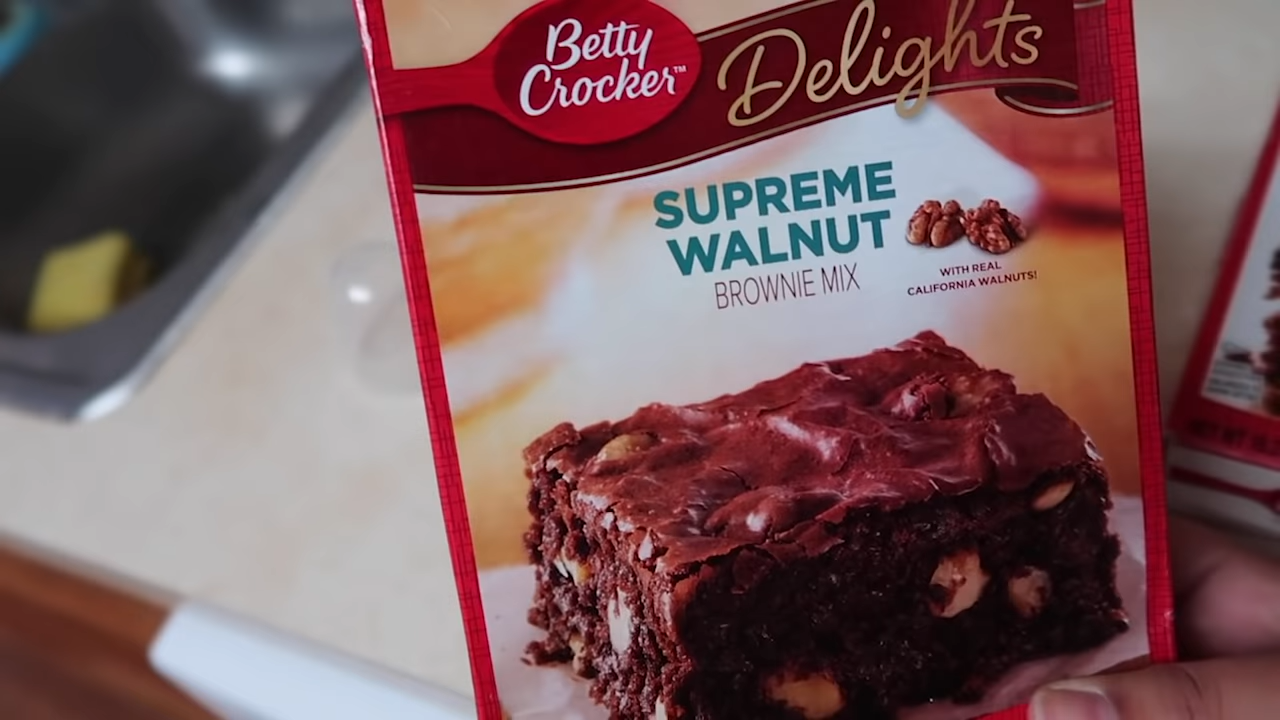 Betty
Crocker™
Delights
SUPREME
WALNUT
BROWNIE MIX
WITH REAL
CALIFORNIA WALNUTS!